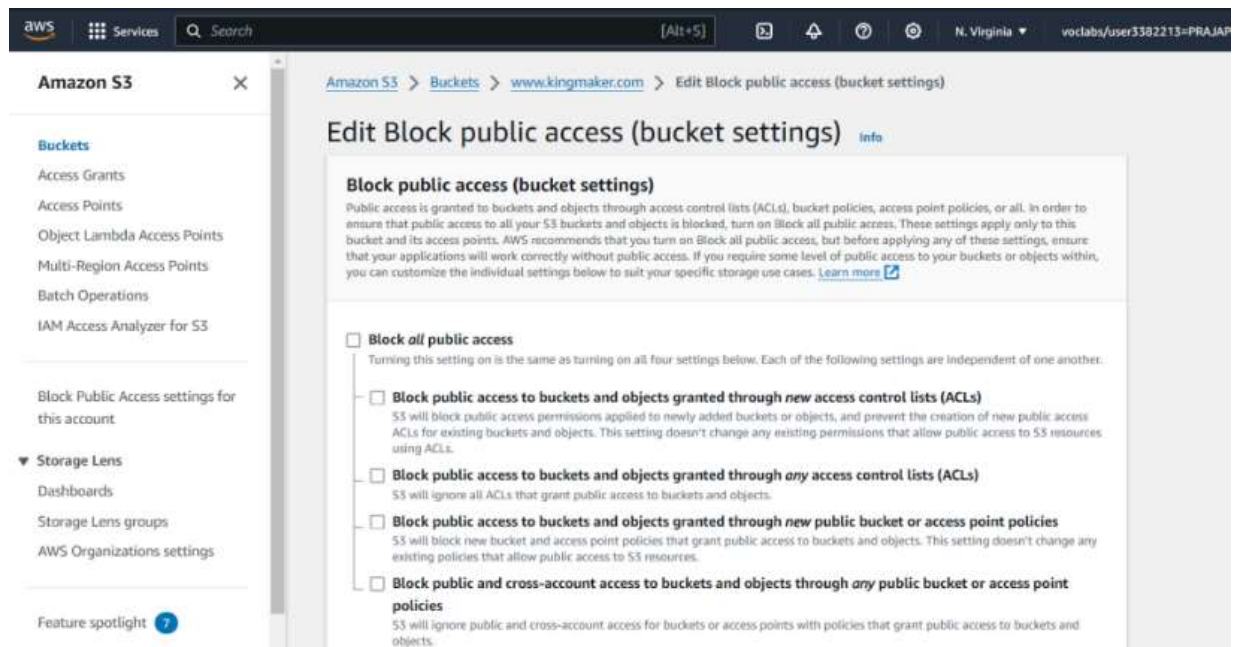 aws Services Search [Alt+S] N. Virginia voclabs/user3382213=PRAJAP
Amazon S3
Buckets
Access Grants
Access Points
Object Lambda Access Points
Multi-Region Access Points
Batch Operations
IAM Access Analyzer for S3
Block Public Access settings for
this account
Storage Lens
Dashboards
Storage Lens groups
AWS Organizations settings
Feature spotlight 7
Amazon S3 > Buckets > www.kingmaker.com > Edit Block public access (bucket settings)
Edit Block public access (bucket settings) Info
Block public access (bucket settings)
Public access is granted to buckets and objects through access control lists (ACLs), bucket policies, access point policies, or all. In order to
ensure that public access to all your S3 buckets and objects is blocked, turn on Block all public access. These settings apply only to this
bucket and its access points. AWS recommends that you turn on Block all public access, but before applying any of these settings, ensure
that your applications will work correctly without public access. If you require some level of public access to your buckets or objects within,
you can customize the individual settings below to suit your specific storage use cases. Learn more
Block all public access
Turning this setting on is the same as turning on all four settings below. Each of the following settings are independent of one another.
Block public access to buckets and objects granted through new access control lists (ACLs)
S3 will block public access permissions applied to newly added buckets or objects, and prevent the creation of new public access
ACLs for existing buckets and objects. This setting doesn't change any existing permissions that allow public access to S3 resources
using ACLs.
Block public access to buckets and objects granted through any access control lists (ACLs)
S3 will ignore all ACLs that grant public access to buckets and objects.
Block public access to buckets and objects granted through new public bucket or access point policies
S3 will block new bucket and access point policies that grant public access to buckets and objects. This setting doesn't change any
existing policies that allow public access to S3 resources.
Block public and cross-account access to buckets and objects through any public bucket or access point
policies
S3 will ignore public and cross-account access for buckets or access points with policies that grant public access to buckets and
objects.